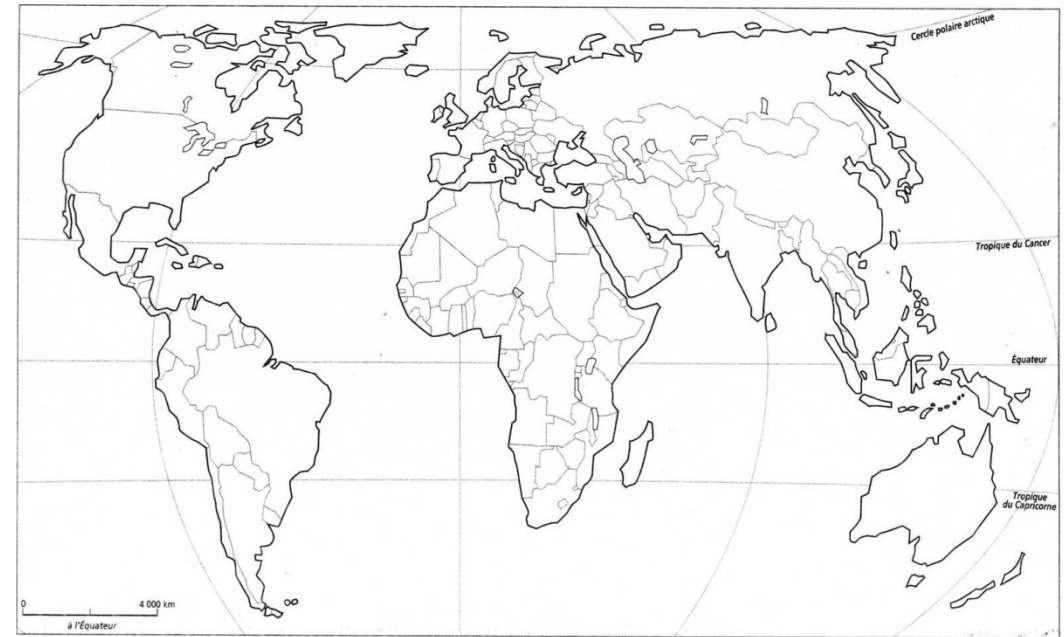 Cercle polaire arctique
Tropique du Cancer
Équateur
Tropique
du Capricorne
0 4 000 km
à l'Équateur